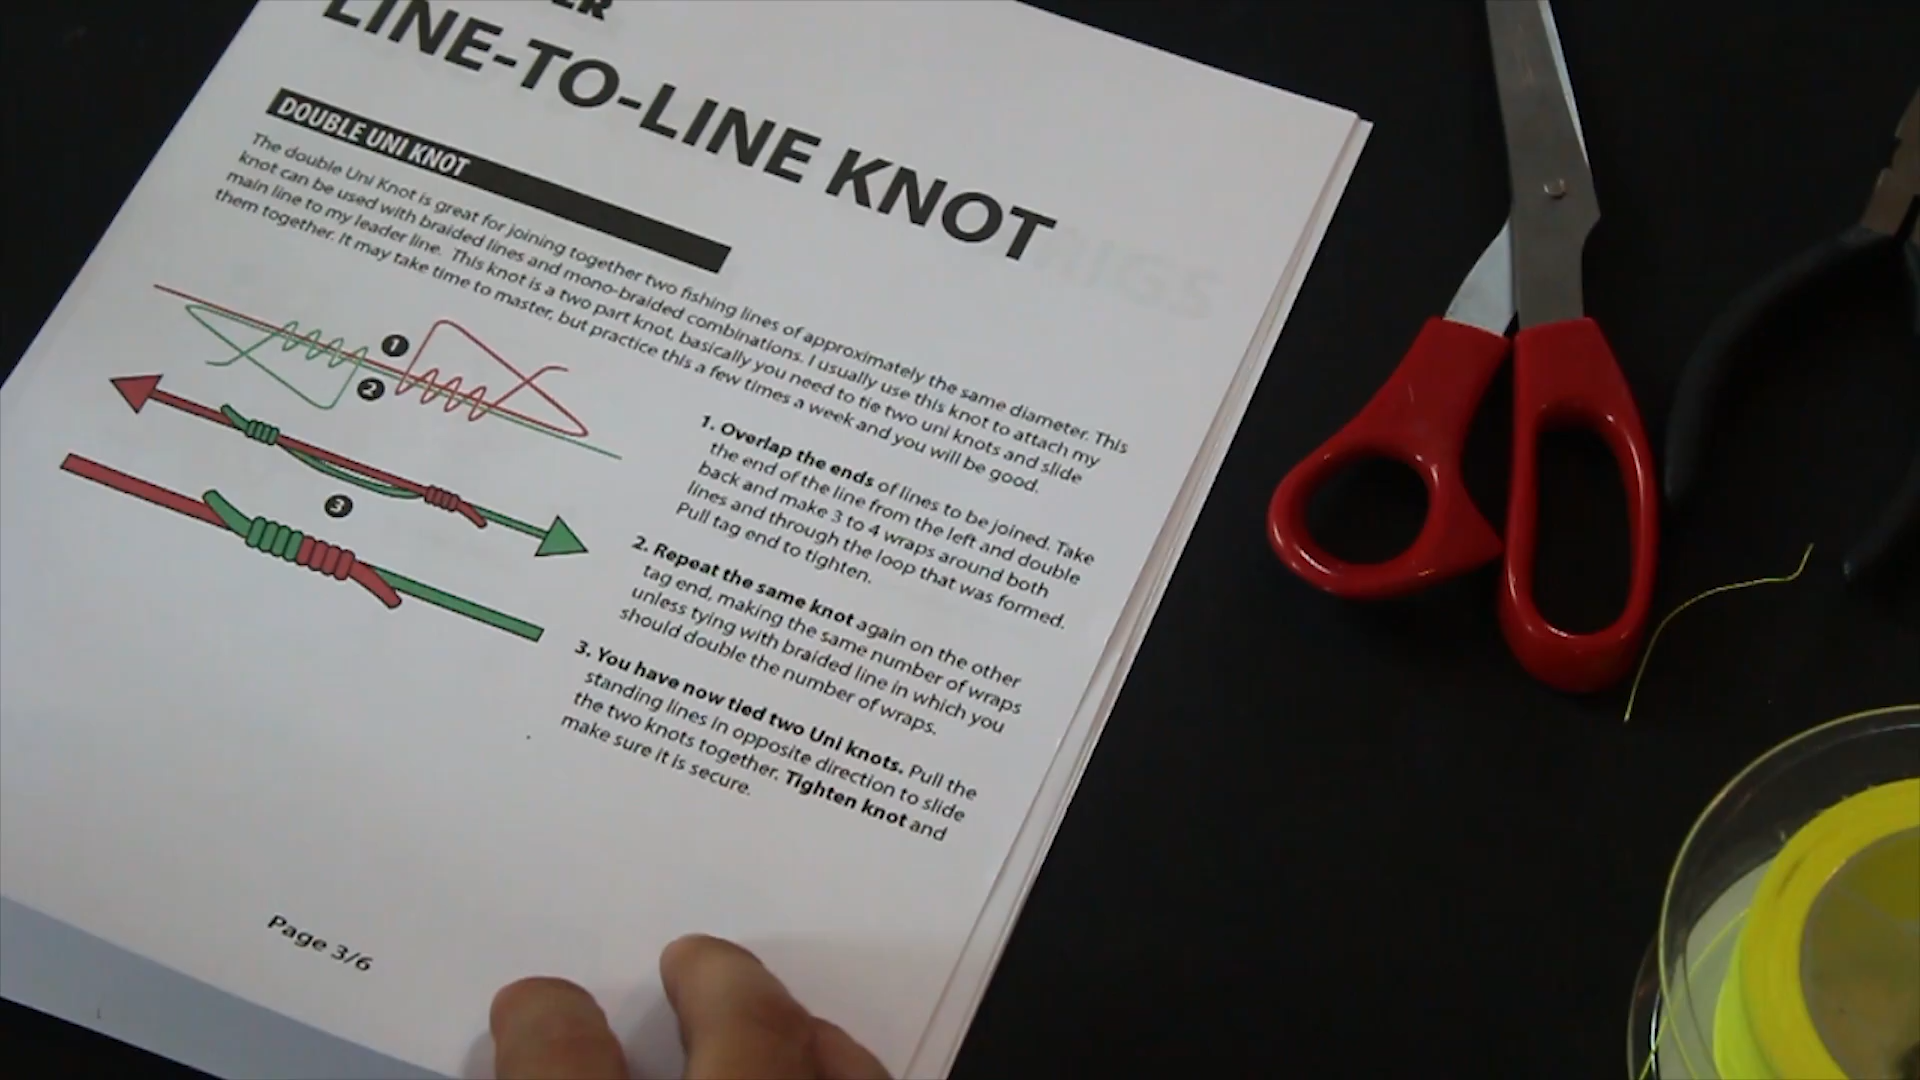 LINE-TO-LINE KNOT
DOUBLE UNI KNOT
The double Uni Knot is great for joining together two fishing lines of approximately the same diameter. This
knot can be used with braided lines and mono-braided combinations. I usually use this knot to attach my
main line to my leader line. This knot is a two part knot, basically you need to tie two uni knots and slide
them together. It may take time to master, but practice this a few times a week and you will be good.
1
2
3
1. Overlap the ends of lines to be joined. Take
the end of the line from the left and double
back and make 3 to 4 wraps around both
lines and through the loop that was formed.
Pull tag end to tighten.
2. Repeat the same knot again on the other
tag end, making the same number of wraps
unless tying with braided line in which you
should double the number of wraps.
3. You have now tied two Uni knots. Pull the
standing lines in opposite direction to slide
the two knots together. Tighten knot and
make sure it is secure.
Page 3/6